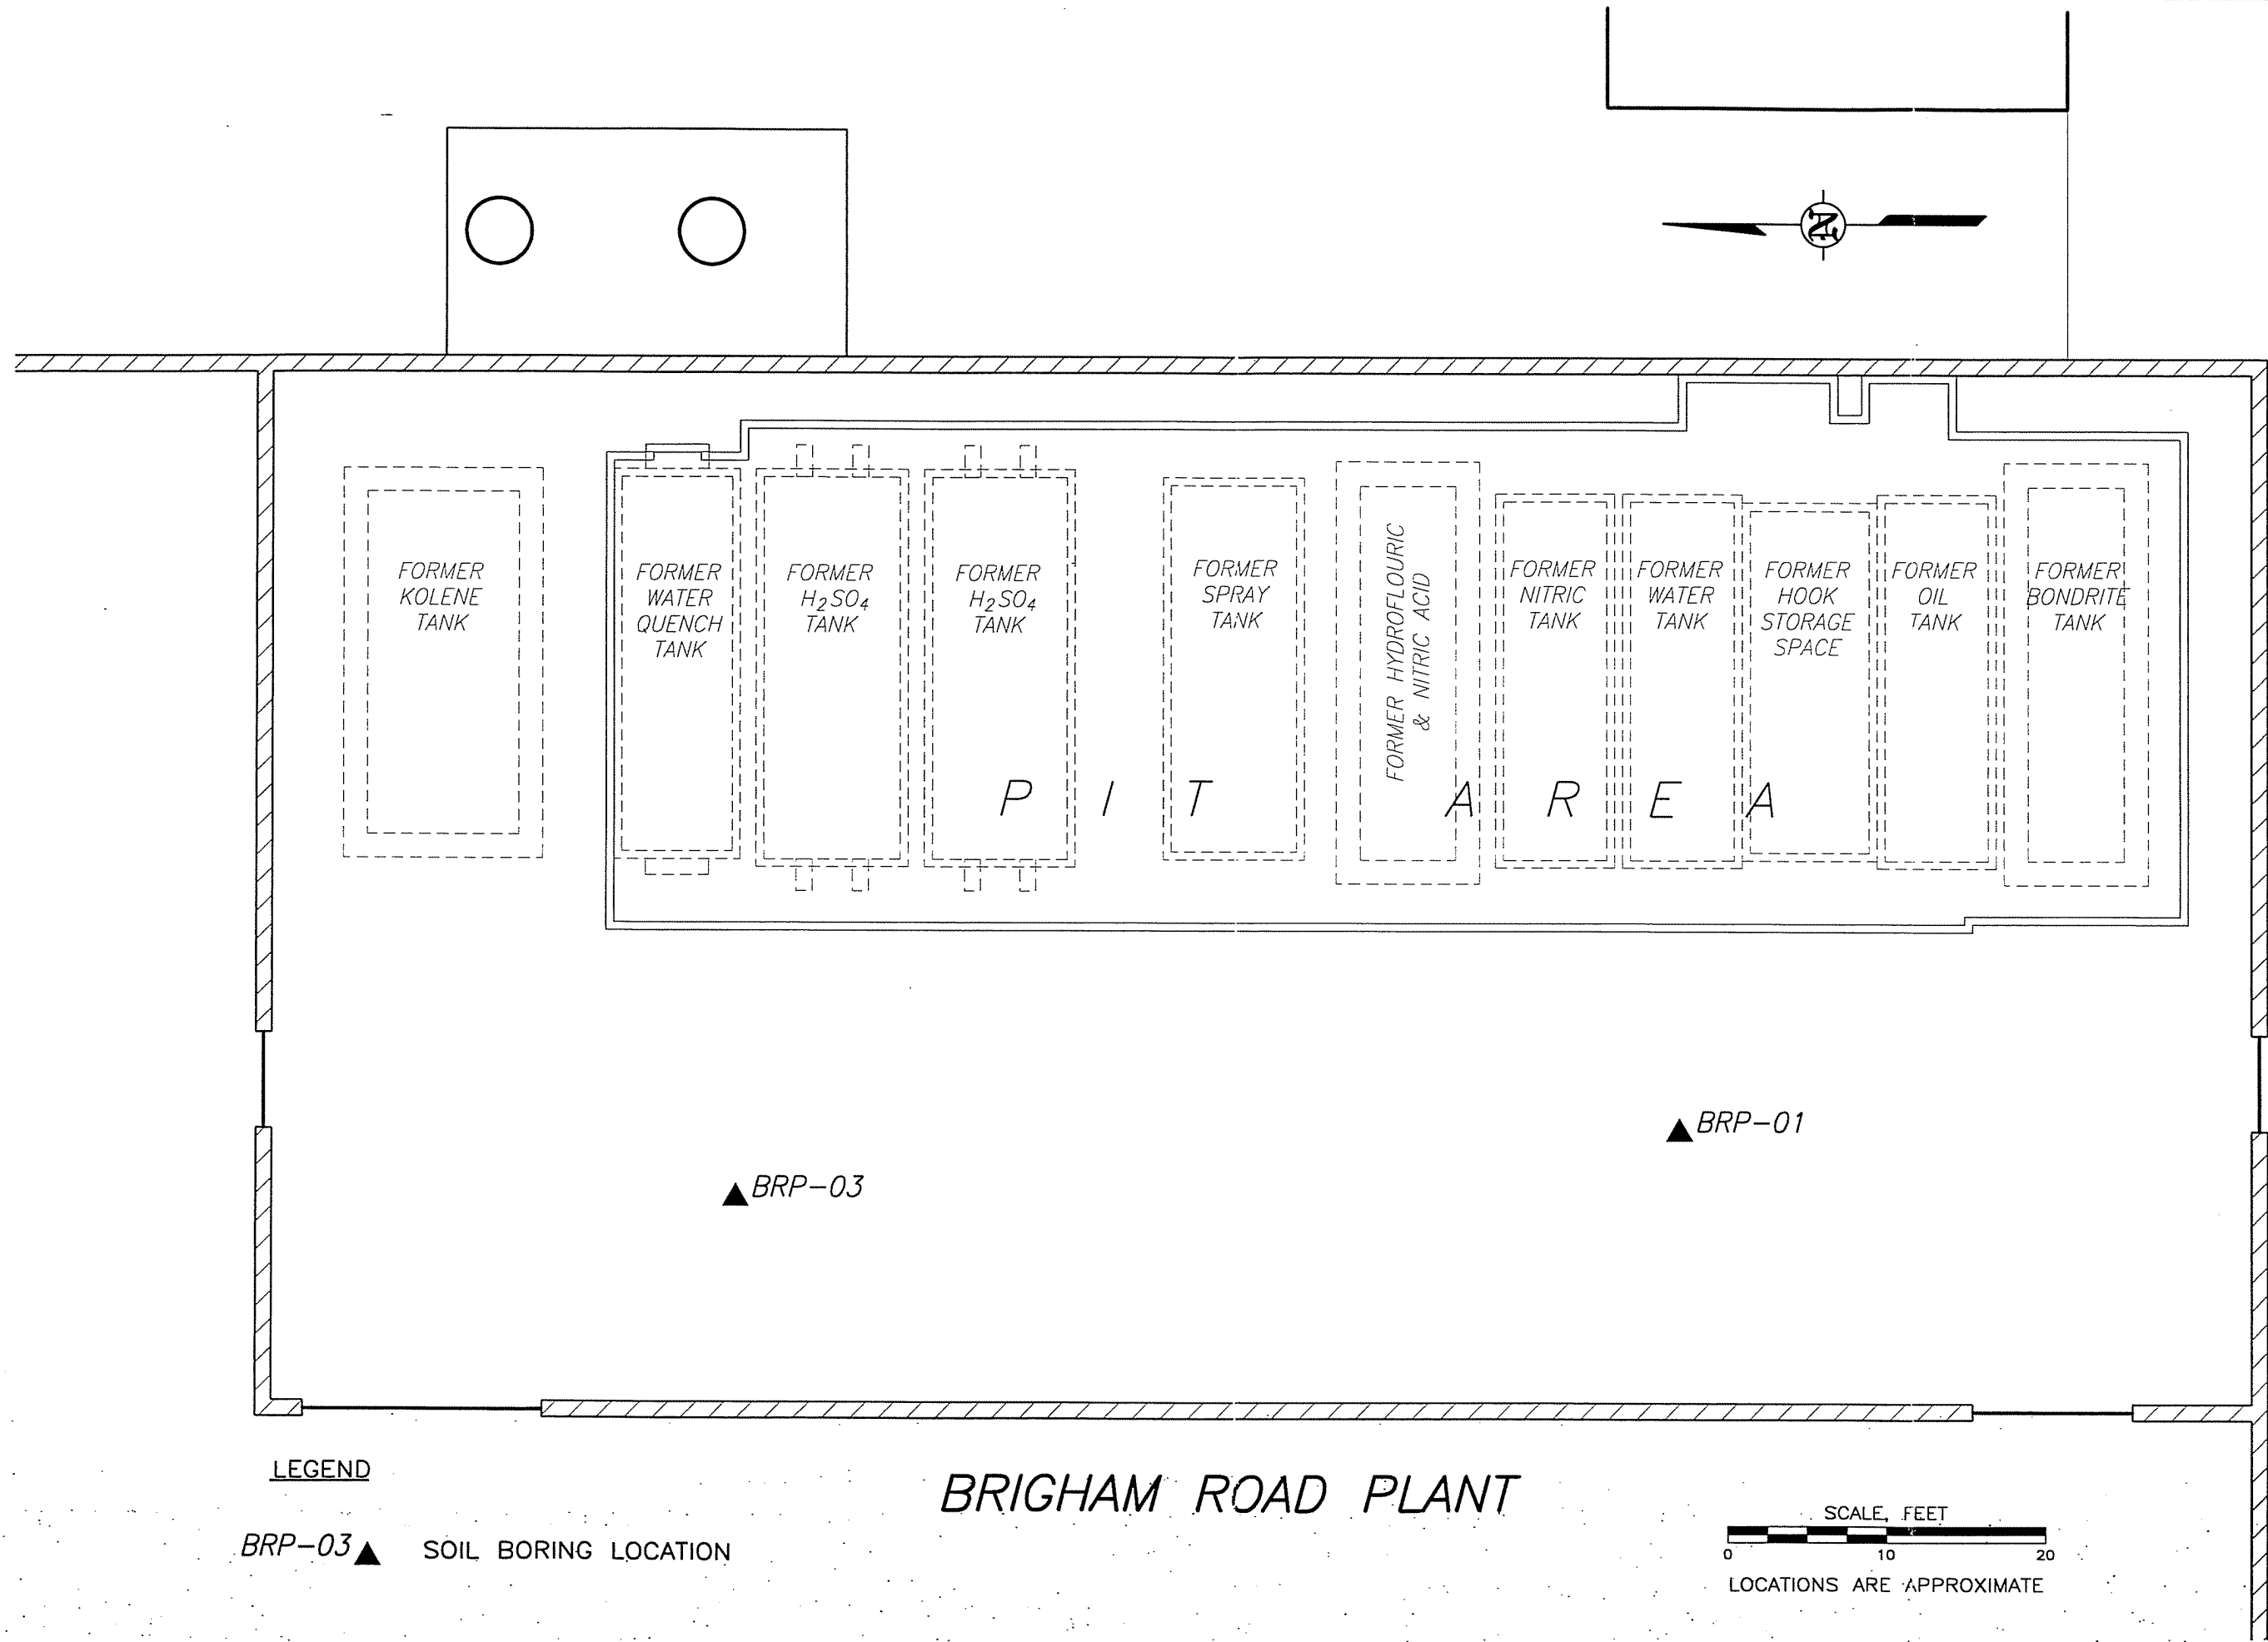 N
FORMER
KOLENE
TANK
FORMER
WATER
QUENCH
TANK
FORMER
H₂SO₄
TANK
FORMER
H₂SO₄
TANK
FORMER
SPRAY
TANK
FORMER HYDROFLOURIC
& NITRIC ACID
FORMER
NITRIC
TANK
FORMER
WATER
TANK
FORMER
HOOK
STORAGE
SPACE
FORMER
OIL
TANK
FORMER
BONDRITE
TANK
PIT AREA
BRP-01
BRP-03
LEGEND
BRP-03 SOIL BORING LOCATION
BRIGHAM ROAD PLANT
SCALE, FEET
0 10 20
LOCATIONS ARE APPROXIMATE